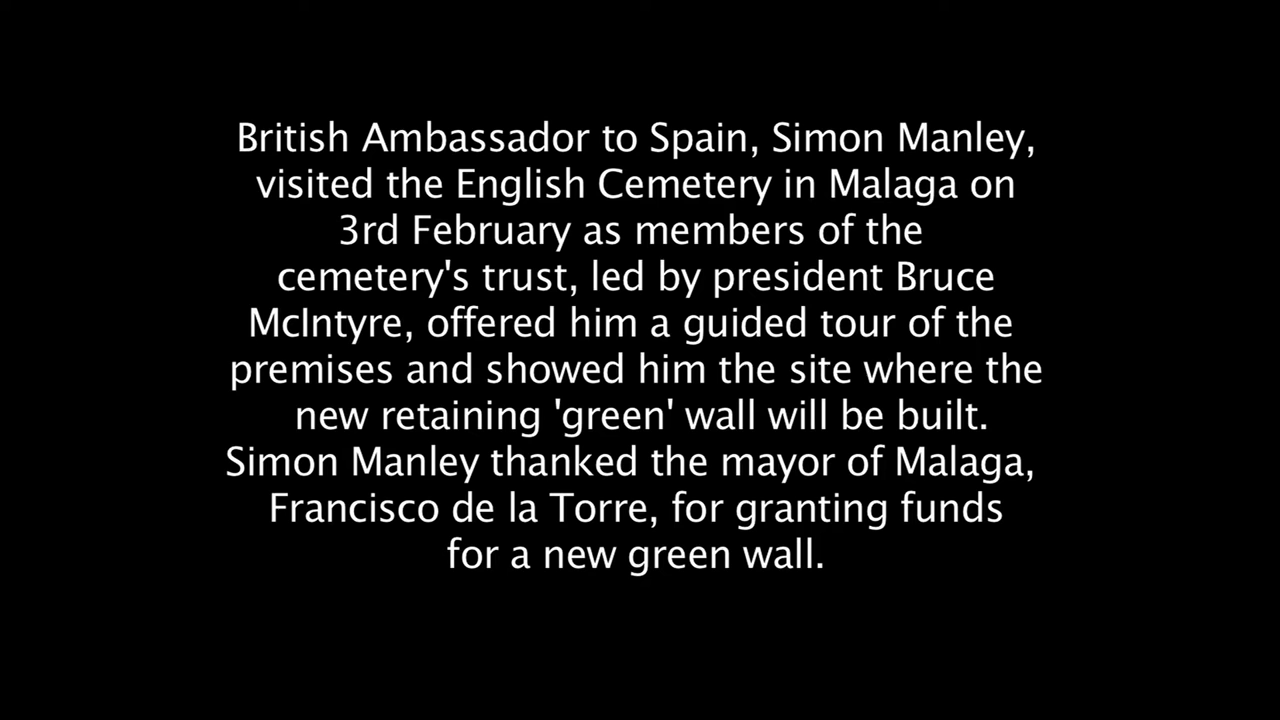 British Ambassador to Spain, Simon Manley,
visited the English Cemetery in Malaga on
3rd February as members of the
cemetery's trust, led by president Bruce
McIntyre, offered him a guided tour of the
premises and showed him the site where the
new retaining 'green' wall will be built.
Simon Manley thanked the mayor of Malaga,
Francisco de la Torre, for granting funds
for a new green wall.